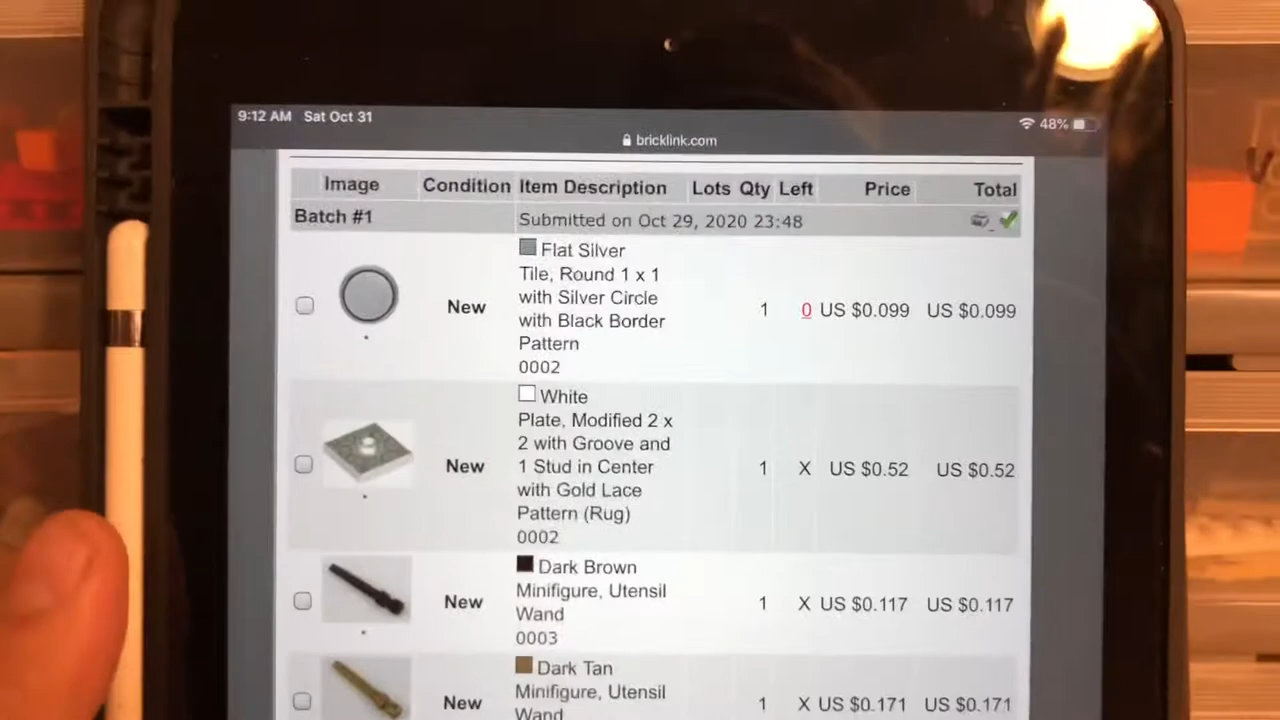 9:12 AM Sat Oct 31
48%
bricklink.com
Image Condition Item Description Lots Qty Left Price Total
Batch #1 Submitted on Oct 29, 2020 23:48
Flat Silver
Tile, Round 1 x 1
with Silver Circle
with Black Border
Pattern
0002
New 1 0 US $0.099 US $0.099
White
Plate, Modified 2 x
2 with Groove and
1 Stud in Center
with Gold Lace
Pattern (Rug)
0002
New 1 X US $0.52 US $0.52
Dark Brown
Minifigure, Utensil
Wand
0003
New 1 X US $0.117 US $0.117
Dark Tan
Minifigure, Utensil
Wand
New 1 X US $0.171 US $0.171